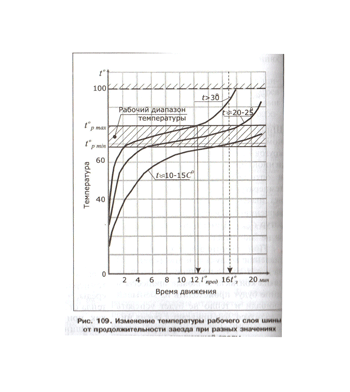 t°
100
t>30°
Рабочий диапазон
температуры
t=20-25°
t°р max
t°р min
60
40
20
0
t=10-15С°
Температура
2 4 6 8 10 12 t°пред 16 t°з 20 мин
Время движения
Рис. 109. Изменение температуры рабочего слоя шины
от продолжительности заезда при разных значениях